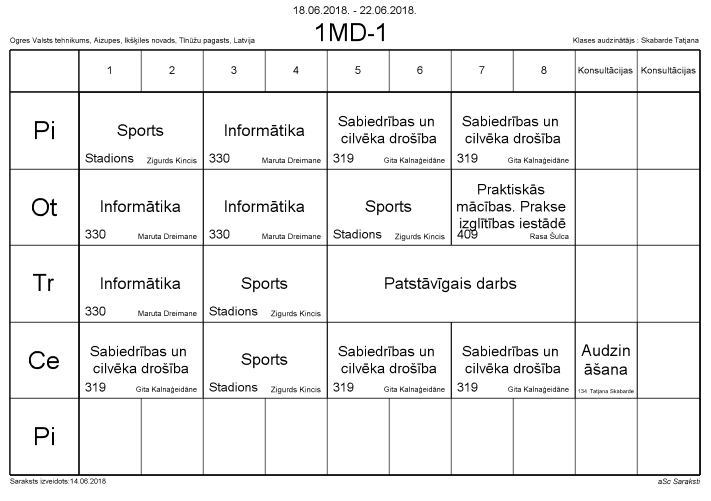 18.06.2018. - 22.06.2018.
1MD-1
Ogres Valsts tehnikums, Aizupes, Ikšķiles novads, Tīnūžu pagasts, Latvija
Klases audzinātājs : Skabarde Tatjana
1 2 3 4 5 6 7 8 Konsultācijas Konsultācijas
Pi
Sports
Stadions Zigurds Kincis
Informātika
330 Maruta Dreimane
Sabiedrības un
cilvēka drošība
319 Gita Kalnaģeidāne
Sabiedrības un
cilvēka drošība
319 Gita Kalnaģeidāne
Ot
Informātika
330 Maruta Dreimane
Informātika
330 Maruta Dreimane
Sports
Stadions Zigurds Kincis
Praktiskās
mācības. Prakse
izglītības iestādē
409 Rasa Šulca
Tr
Informātika
330 Maruta Dreimane
Sports
Stadions Zigurds Kincis
Patstāvīgais darbs
Ce
Sabiedrības un
cilvēka drošība
319 Gita Kalnaģeidāne
Sports
Stadions Zigurds Kincis
Sabiedrības un
cilvēka drošība
319 Gita Kalnaģeidāne
Sabiedrības un
cilvēka drošība
319 Gita Kalnaģeidāne
Audzin
āšana
134 Tatjana Skabarde
Pi
Saraksts izveidots:14.06.2018
aSc Saraksti